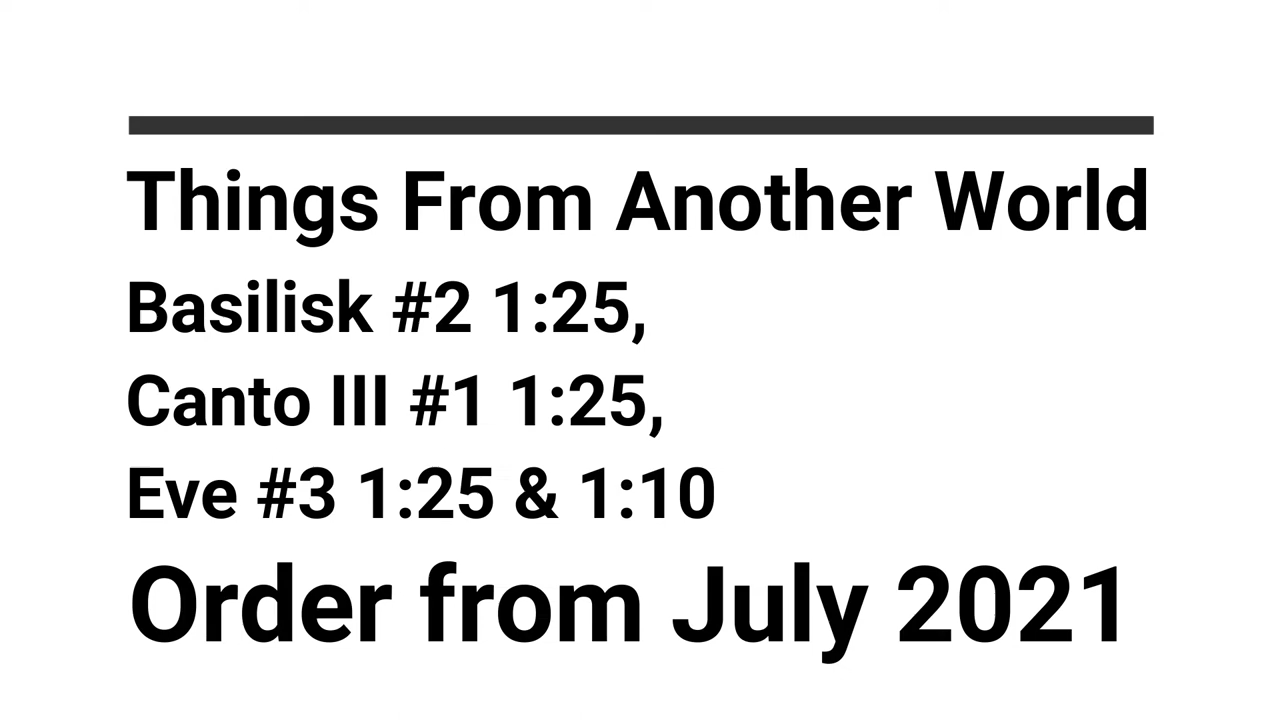 Things From Another World
Basilisk #2 1:25,
Canto III #1 1:25,
Eve #3 1:25 & 1:10
Order from July 2021